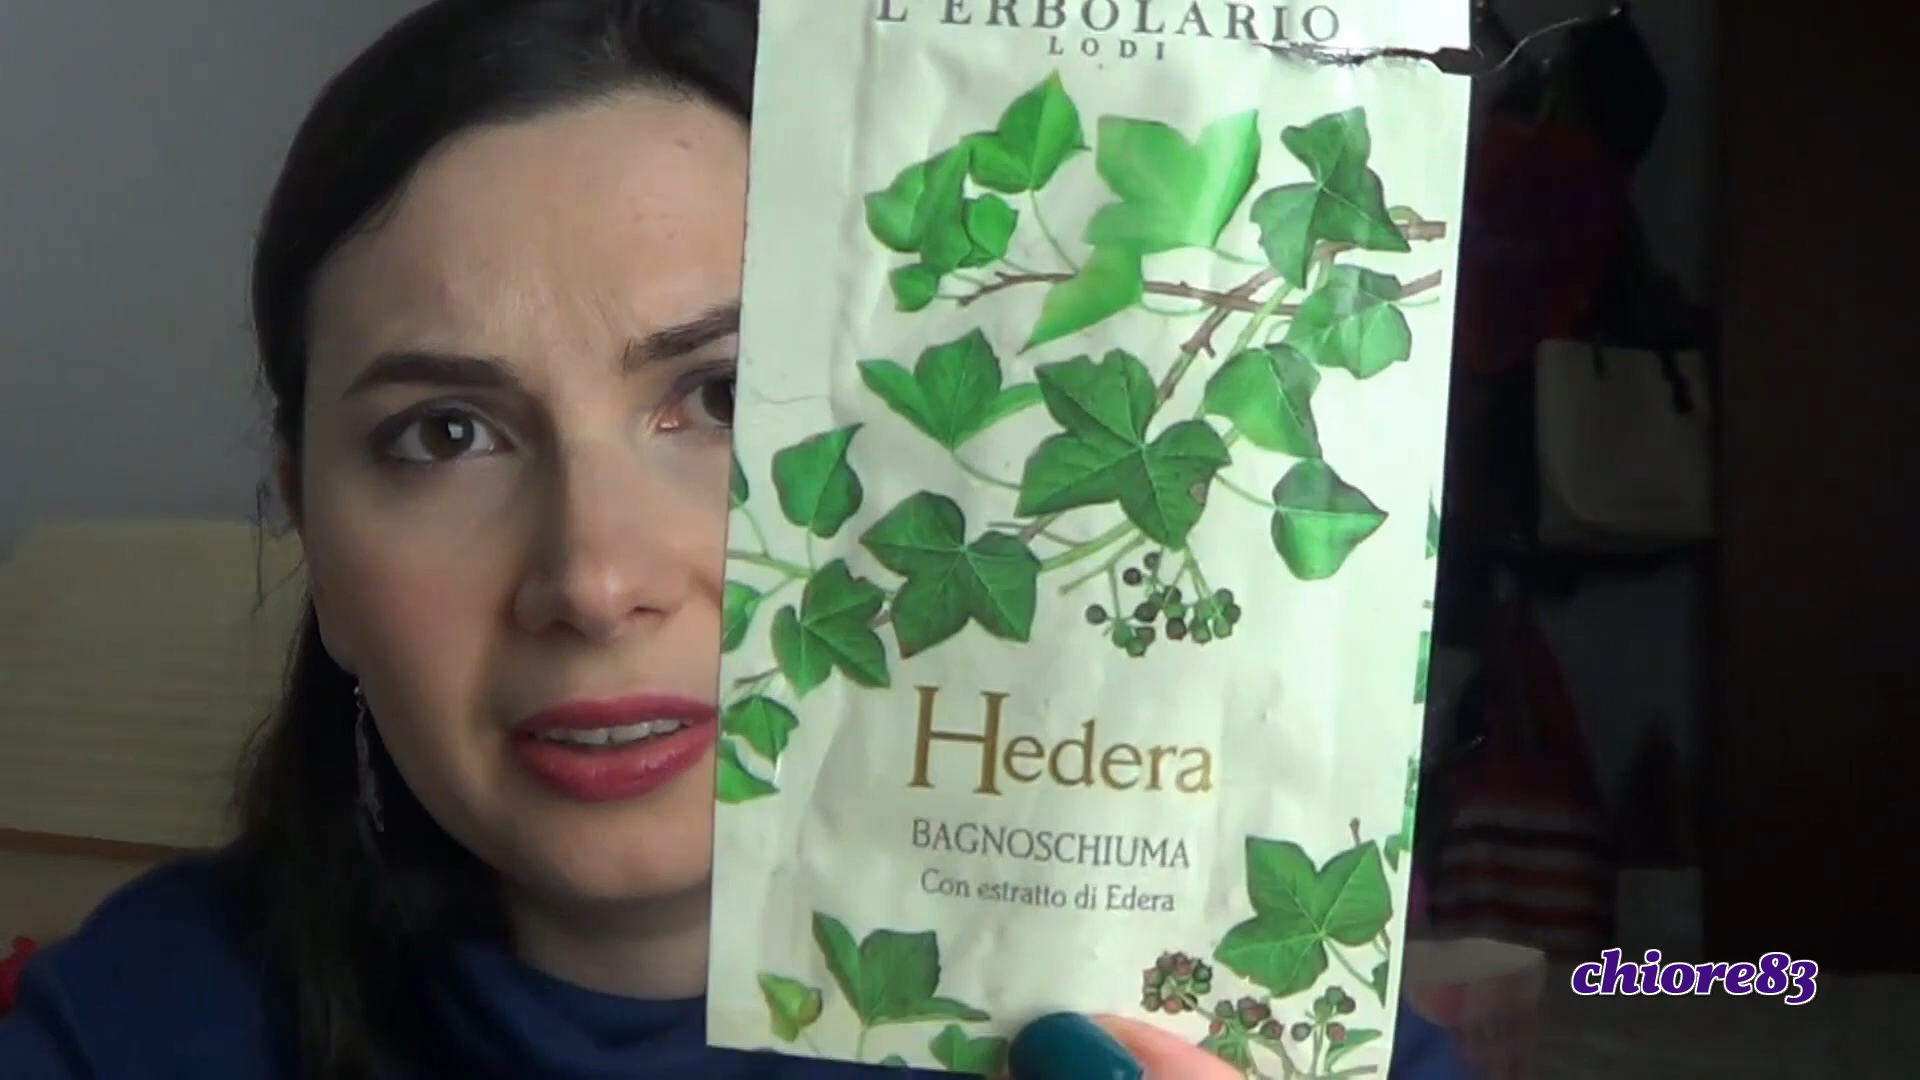 L'ERBOLARIO
LODI
Hedera
BAGNOSCHIUMA
Con estratto di Edera
chiore83